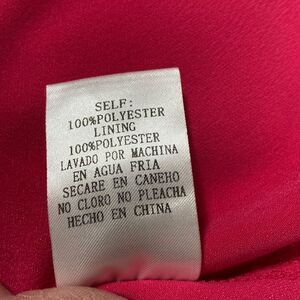 SELF:
100%POLYESTER
LINING
100%POLYESTER
LAVADO POR MACHINA
EN AGUA FRIA
SECARE EN CANEHO
NO CLORO NO PLEACHA
HECHO EN CHINA